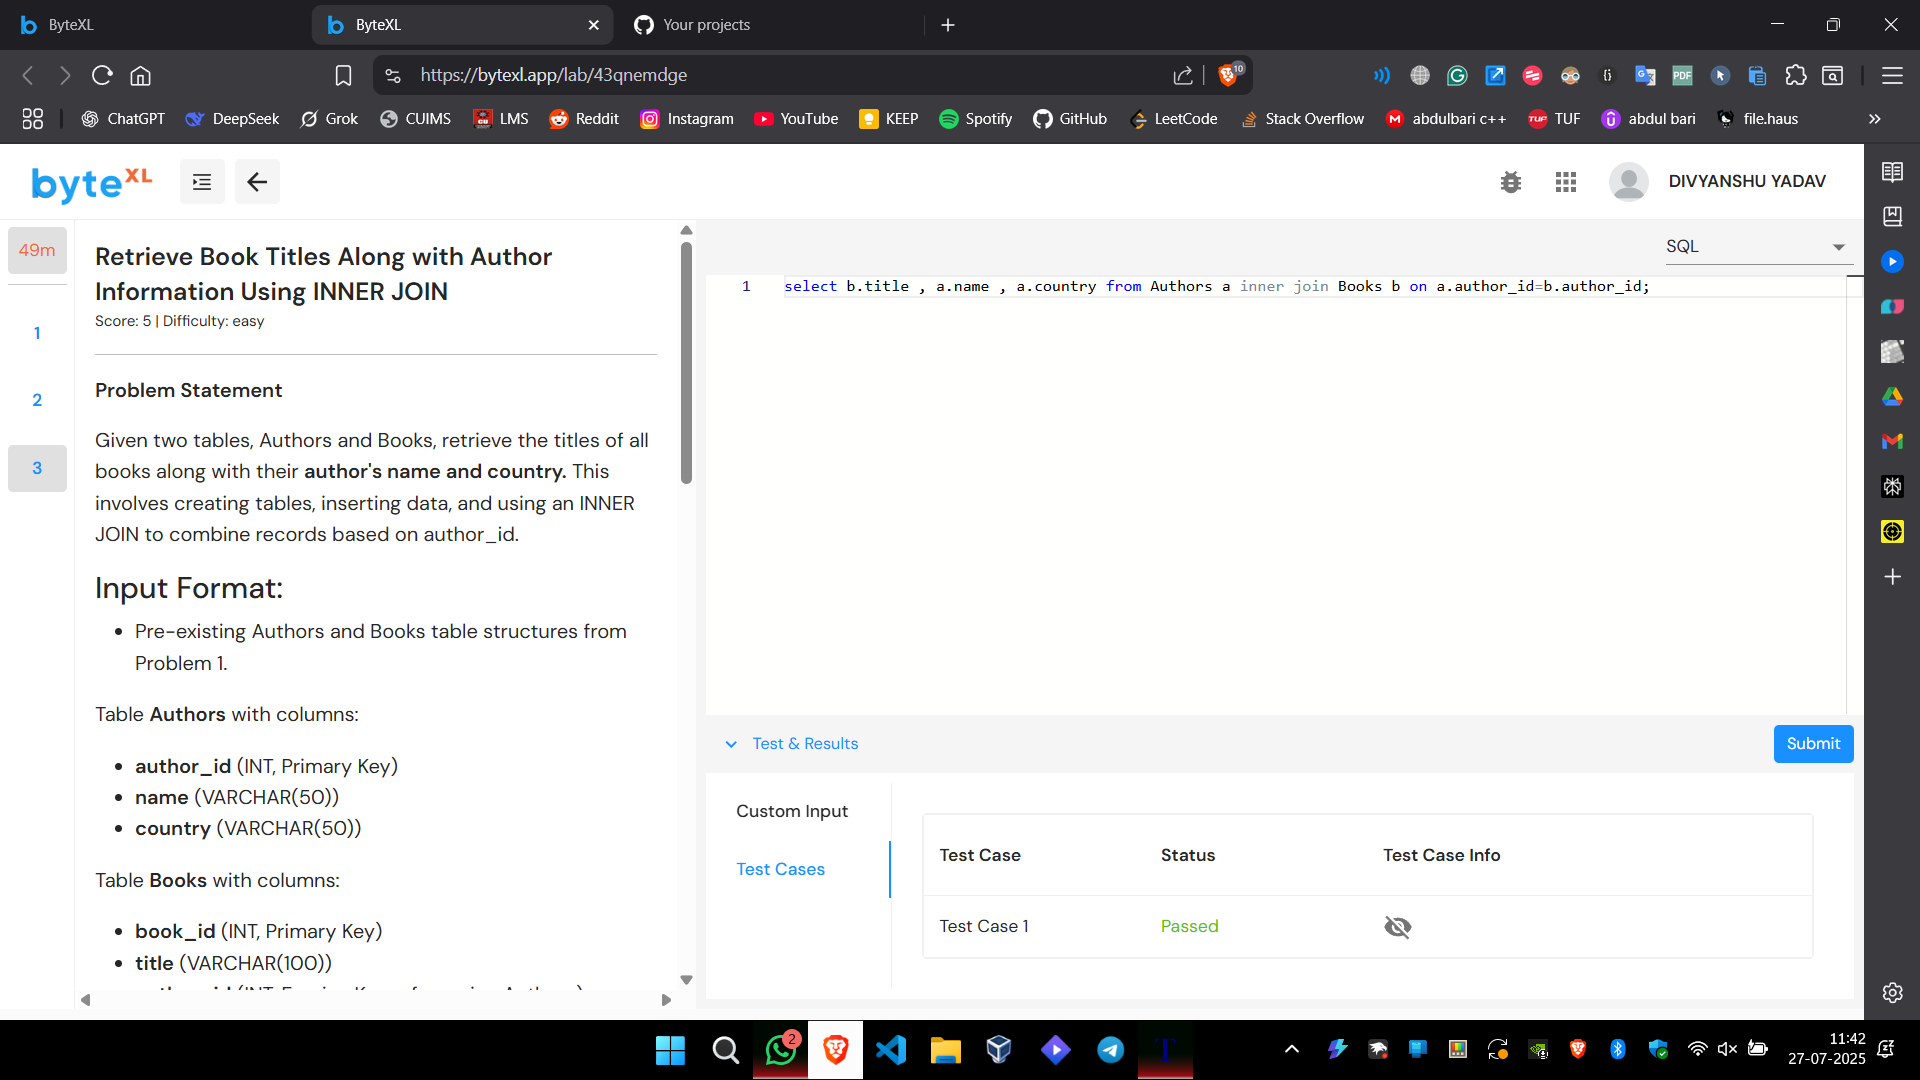 ByteXL
ByteXL
Your projects
https://bytexl.app/lab/43qnemdge
10
ChatGPT
DeepSeek
Grok
CUIMS
LMS
Reddit
Instagram
YouTube
KEEP
Spotify
GitHub
LeetCode
Stack Overflow
abdulbari c++
TUF
abdul bari
file.haus
byteXL
DIVYANSHU YADAV
49m
1
2
3
Retrieve Book Titles Along with Author
Information Using INNER JOIN
Score: 5 | Difficulty: easy
Problem Statement
Given two tables, Authors and Books, retrieve the titles of all
books along with their author's name and country. This
involves creating tables, inserting data, and using an INNER
JOIN to combine records based on author_id.
Input Format:
Pre-existing Authors and Books table structures from
Problem 1.
Table Authors with columns:
author_id (INT, Primary Key)
name (VARCHAR(50))
country (VARCHAR(50))
Table Books with columns:
book_id (INT, Primary Key)
title (VARCHAR(100))
SQL
1 select b.title , a.name , a.country from Authors a inner join Books b on a.author_id=b.author_id;
Test & Results
Submit
Custom Input
Test Cases
Test Case
Status
Test Case Info
Test Case 1
Passed
2
11:42
27-07-2025